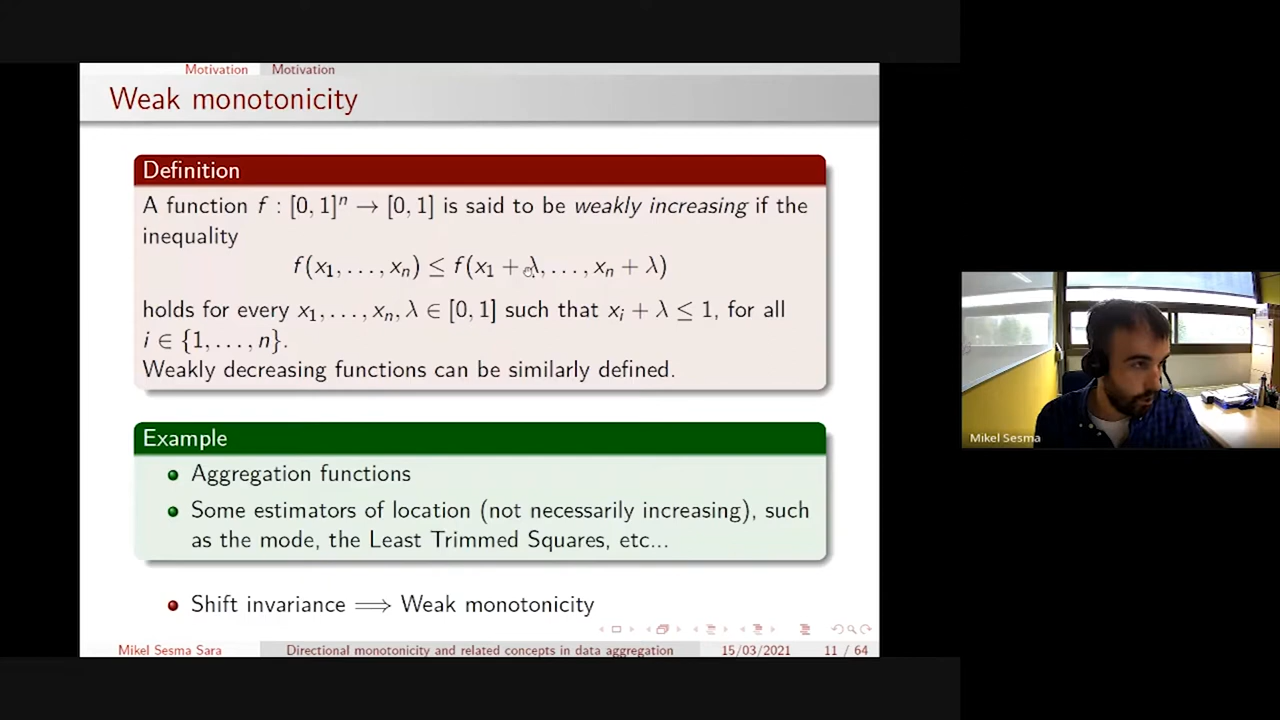 Motivation Motivation
Weak monotonicity
Definition
A function f : [0, 1]ⁿ → [0, 1] is said to be weakly increasing if the
inequality
f(x₁, . . . , xₙ) ≤ f(x₁ + λ, . . . , xₙ + λ)
holds for every x₁, . . . , xₙ, λ ∈ [0, 1] such that xᵢ + λ ≤ 1, for all
i ∈ {1, . . . , n}.
Weakly decreasing functions can be similarly defined.
Example
Aggregation functions
Some estimators of location (not necessarily increasing), such
as the mode, the Least Trimmed Squares, etc...
Shift invariance ⟹ Weak monotonicity
Mikel Sesma Sara Directional monotonicity and related concepts in data aggregation 15/03/2021 11 / 64
Mikel Sesma